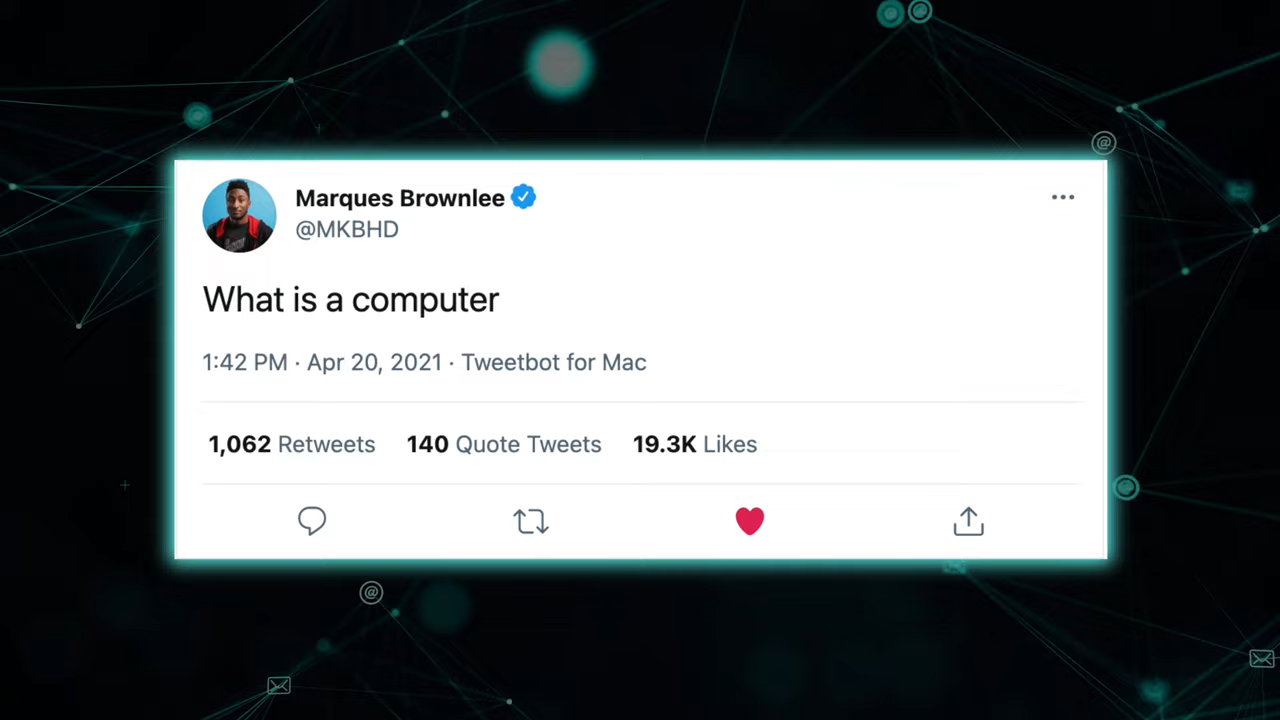 Marques Brownlee
@MKBHD
What is a computer
1:42 PM · Apr 20, 2021 · Tweetbot for Mac
1,062 Retweets 140 Quote Tweets 19.3K Likes